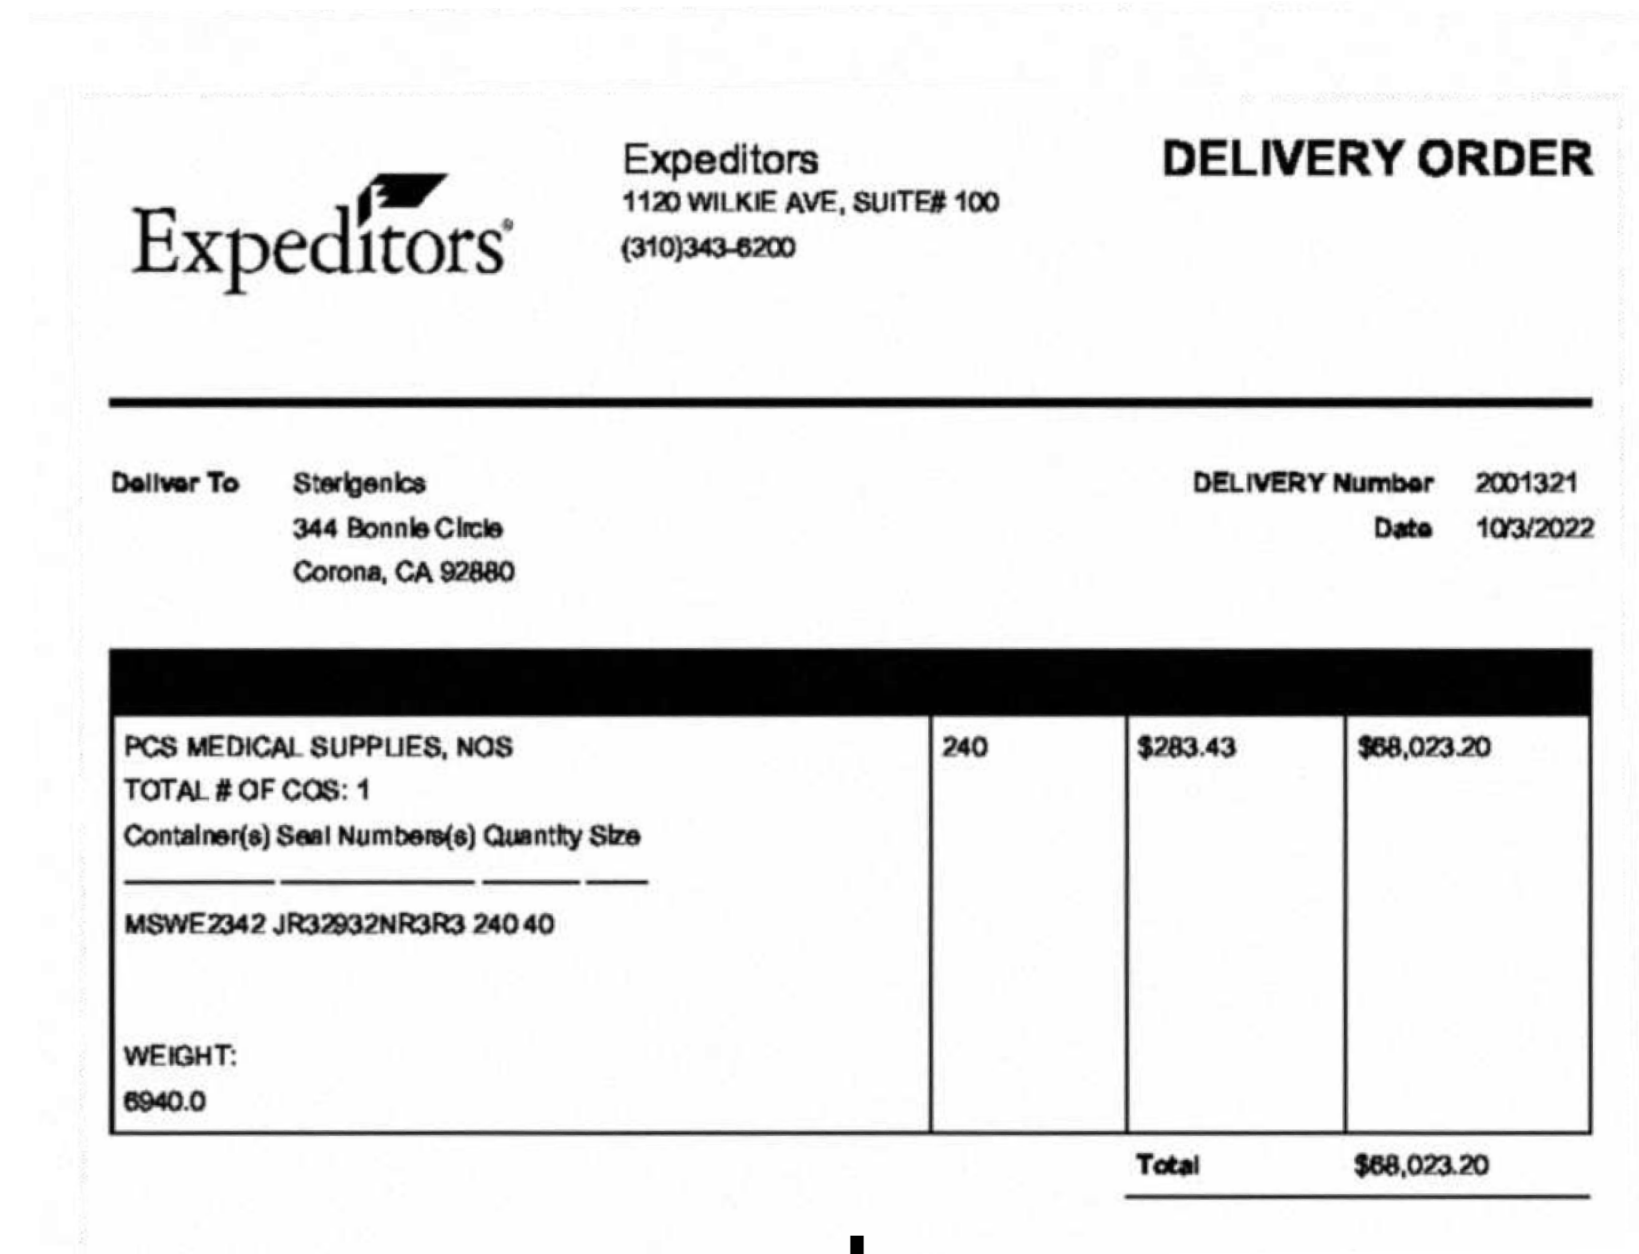 Expeditors
1120 WILKIE AVE, SUITE# 100
(310)343-6200
DELIVERY ORDER
Expeditors®
Deliver To Sterigenics
344 Bonnie Circle
Corona, CA 92880
DELIVERY Number 2001321
Date 10/3/2022
PCS MEDICAL SUPPLIES, NOS 240 $283.43 $68,023.20
TOTAL # OF COS: 1
Container(s) Seal Numbers(s) Quantity Size
MSWE2342 JR32932NR3R3 240 40
WEIGHT:
6940.0
Total $68,023.20